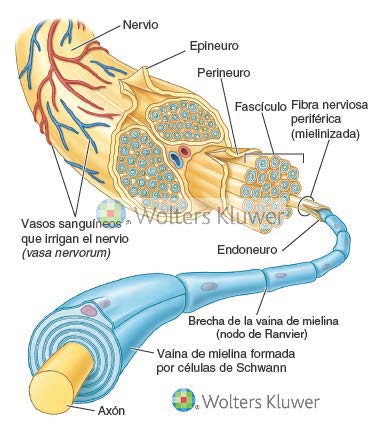 Nervio
Epineuro
Perineuro
Fascículo
Fibra nerviosa
periférica
(mielinizada)
Vasos sanguíneos
que irrigan el nervio
(vasa nervorum)
Wolters Kluwer
Endoneuro
Brecha de la vaina de mielina
(nodo de Ranvier)
Vaina de mielina formada
por células de Schwann
Axón
Wolters Kluwer